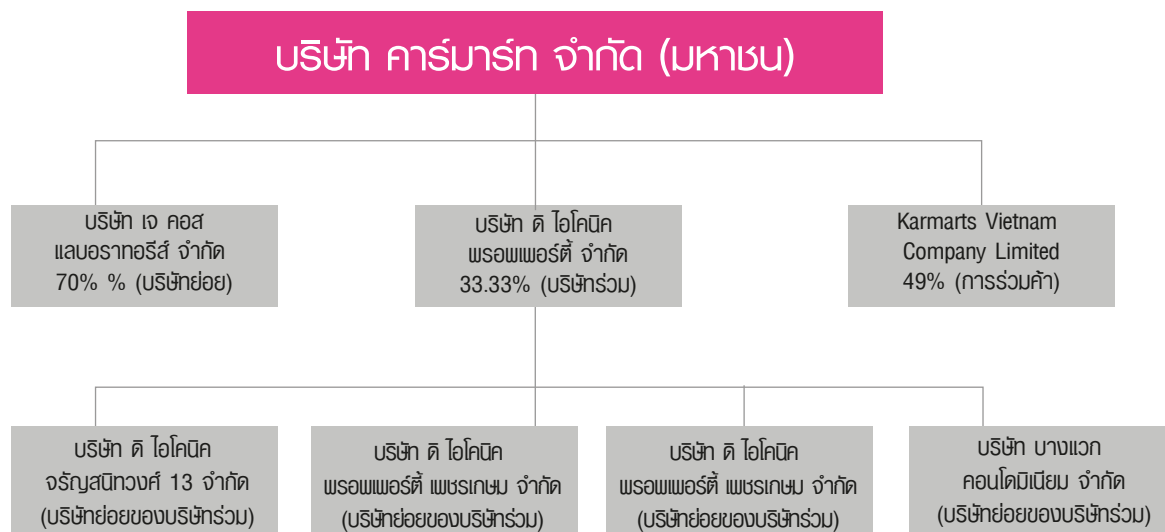 บริษัท คาร์มาร์ท จำกัด (มหาชน)
บริษัท เจ คอส
แลบอราทอรีส์ จำกัด
70% % (บริษัทย่อย)
บริษัท ดิ ไอโคนิค
พรอพเพอร์ตี้ จำกัด
33.33% (บริษัทร่วม)
Karmarts Vietnam
Company Limited
49% (การร่วมค้า)
บริษัท ดิ ไอโคนิค
จรัญสนิทวงศ์ 13 จำกัด
(บริษัทย่อยของบริษัทร่วม)
บริษัท ดิ ไอโคนิค
พรอพเพอร์ตี้ เพชรเกษม จำกัด
(บริษัทย่อยของบริษัทร่วม)
บริษัท ดิ ไอโคนิค
พรอพเพอร์ตี้ เพชรเกษม จำกัด
(บริษัทย่อยของบริษัทร่วม)
บริษัท บางแวก
คอนโดมิเนียม จำกัด
(บริษัทย่อยของบริษัทร่วม)